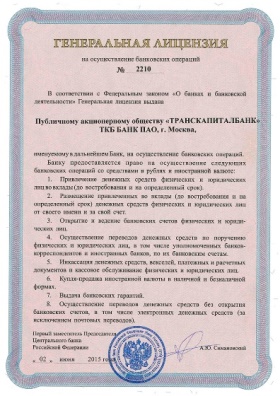 ГЕНЕРАЛЬНАЯ ЛИЦЕНЗИЯ
на осуществление банковских операций
№ 2210
В соответствии с Федеральным законом «О банках и банковской
деятельности» Генеральная лицензия выдана
Публичному акционерному обществу «ТРАНСКАПИТАЛБАНК»
ТКБ БАНК ПАО, г. Москва,
именуемому в дальнейшем Банк, на осуществление банковских операций.
Банку предоставляется право на осуществление следующих
банковских операций со средствами в рублях и иностранной валюте:
1. Привлечение денежных средств физических и юридических
лиц во вклады (до востребования и на определенный срок).
2. Размещение привлеченных во вклады (до востребования и на
определенный срок) денежных средств физических и юридических лиц
от своего имени и за свой счет.
3. Открытие и ведение банковских счетов физических и юридических
лиц.
4. Осуществление переводов денежных средств по поручению
физических и юридических лиц, в том числе уполномоченных банков-
корреспондентов и иностранных банков, по их банковским счетам.
5. Инкассация денежных средств, векселей, платежных и расчетных
документов и кассовое обслуживание физических и юридических лиц.
6. Купля-продажа иностранной валюты в наличной и безналичной
формах.
7. Выдача банковских гарантий.
8. Осуществление переводов денежных средств без открытия
банковских счетов, в том числе электронных денежных средств (за
исключением почтовых переводов).
Первый заместитель Председателя
Центрального банка
Российской Федерации
А.Ю. Симановский
« 02 » июня 2015 года